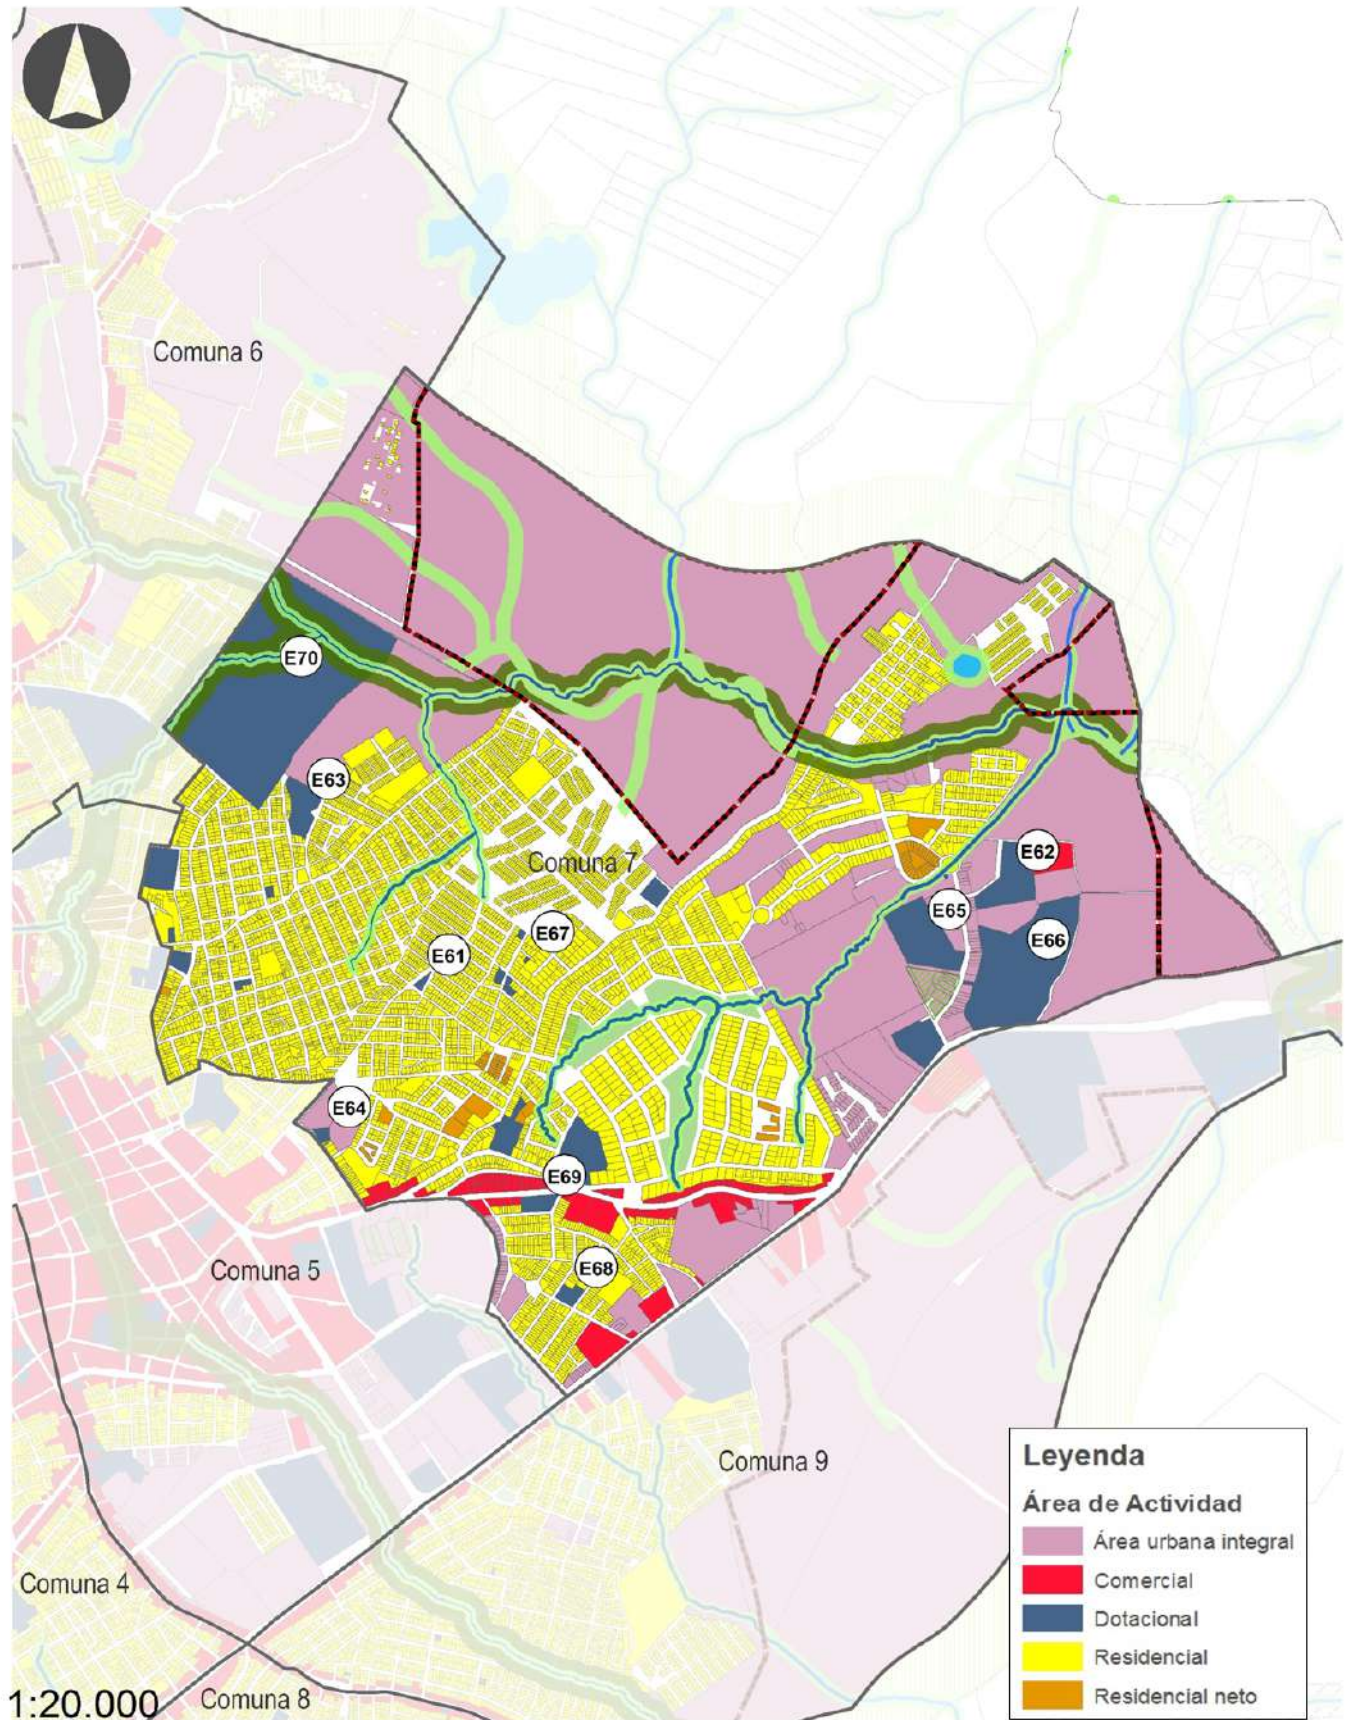 Comuna 6
E70
E63
Comuna 7
E62
E65
E67
E66
E61
E64
E69
Comuna 5
E68
Comuna 9
Leyenda
Área de Actividad
Área urbana integral
Comercial
Dotacional
Residencial
Residencial neto
Comuna 4
1:20.000
Comuna 8